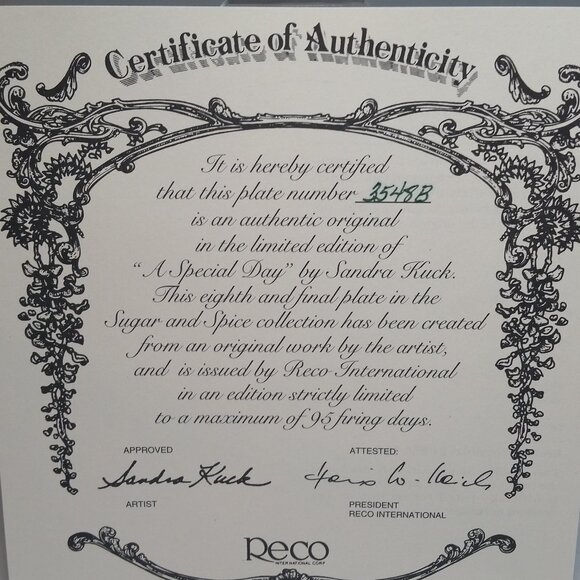 Certificate of Authenticity
It is hereby certified
that this plate number 3548B
is an authentic original
in the limited edition of
"A Special Day" by Sandra Kuck.
This eighth and final plate in the
Sugar and Spice collection has been created
from an original work by the artist,
and is issued by Reco International
in an edition strictly limited
to a maximum of 95 firing days.
APPROVED
Sandra Kuck
ARTIST
ATTESTED:
PRESIDENT
RECO INTERNATIONAL
Reco
INTERNATIONAL CORP